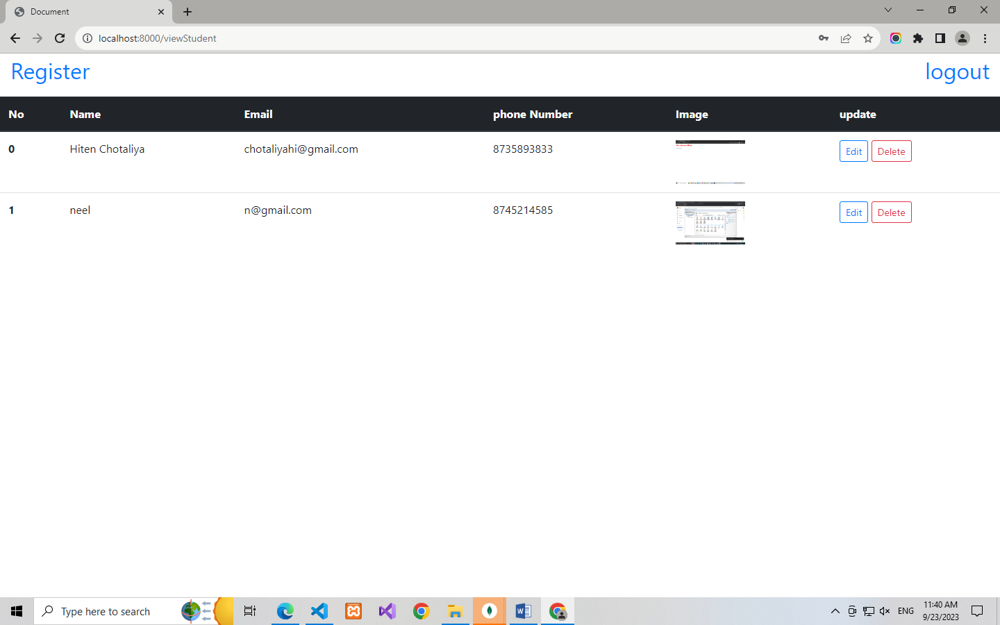 Document
localhost:8000/viewStudent
Register logout
No Name Email phone Number Image update
0 Hiten Chotaliya chotaliyahi@gmail.com 8735893833 Edit Delete
1 neel n@gmail.com 8745214585 Edit Delete
Type here to search
ENG
11:40 AM
9/23/2023